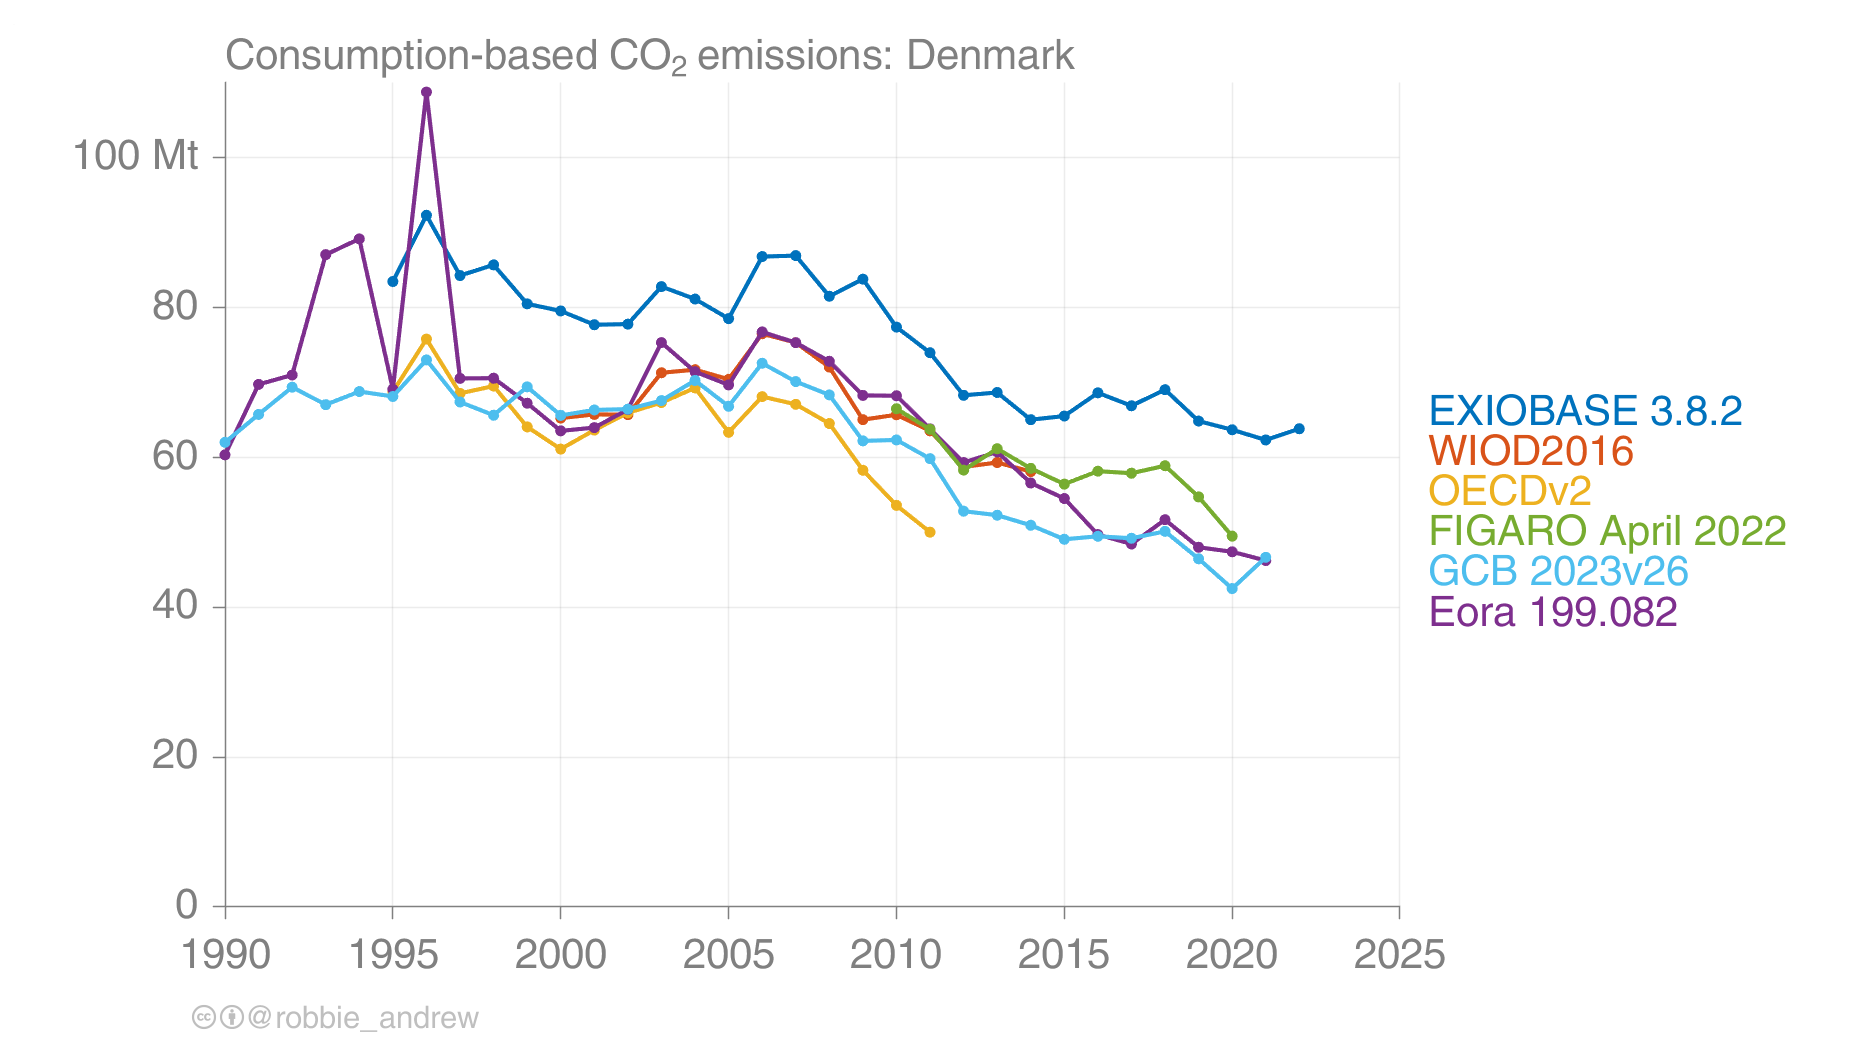 Consumption-based CO₂ emissions: Denmark
100 Mt
80
60
40
20
0
1990 1995 2000 2005 2010 2015 2020 2025
EXIOBASE 3.8.2
WIOD2016
OECDv2
FIGARO April 2022
GCB 2023v26
Eora 199.082
cc @robbie_andrew